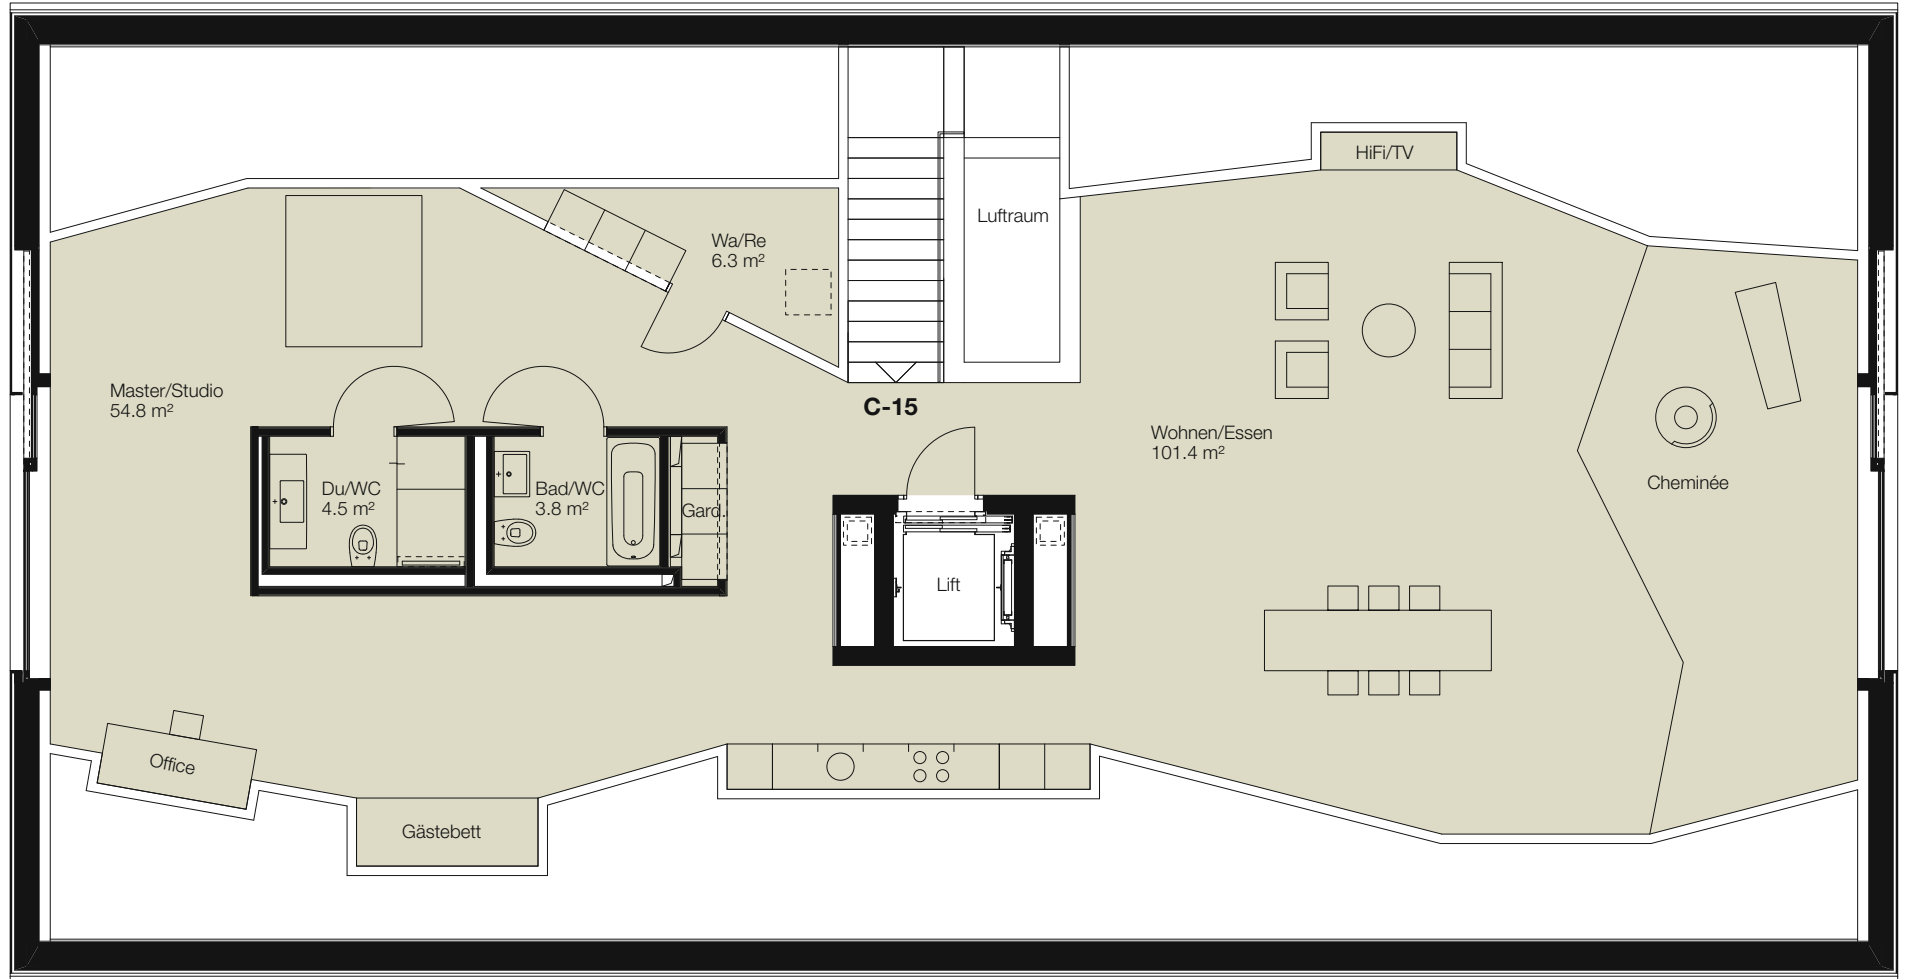 HiFi/TV
Luftraum
Wa/Re
6.3 m²
Master/Studio
54.8 m²
C-15
Wohnen/Essen
101.4 m²
Cheminée
Du/WC
4.5 m²
Bad/WC
3.8 m²
Gard.
Lift
Office
Gästebett